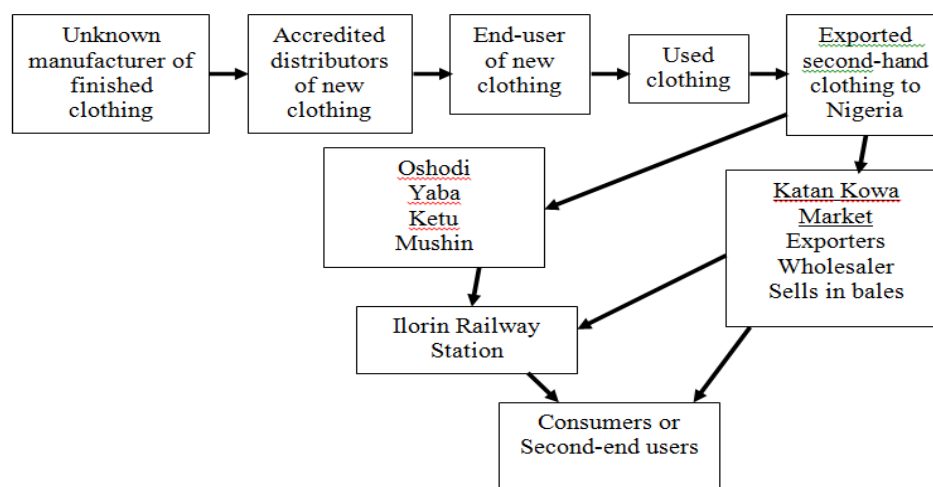 Unknown
manufacturer of
finished
clothing
Accredited
distributors
of new
clothing
End-user
of new
clothing
Used
clothing
Exported
second-hand
clothing to
Nigeria
Oshodi
Yaba
Ketu
Mushin
Katan Kowa
Market
Exporters
Wholesaler
Sells in bales
Ilorin Railway
Station
Consumers or
Second-end users